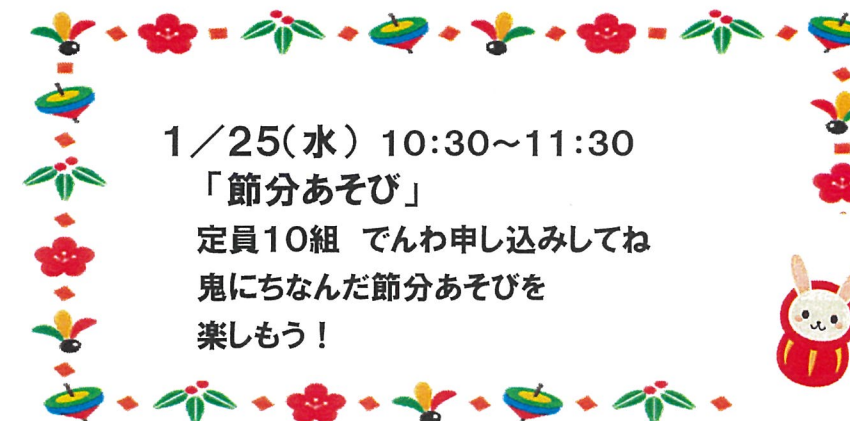 1／25(水) 10:30～11:30
「節分あそび」
定員10組 でんわ申し込みしてね
鬼にちなんだ節分あそびを
楽しもう！